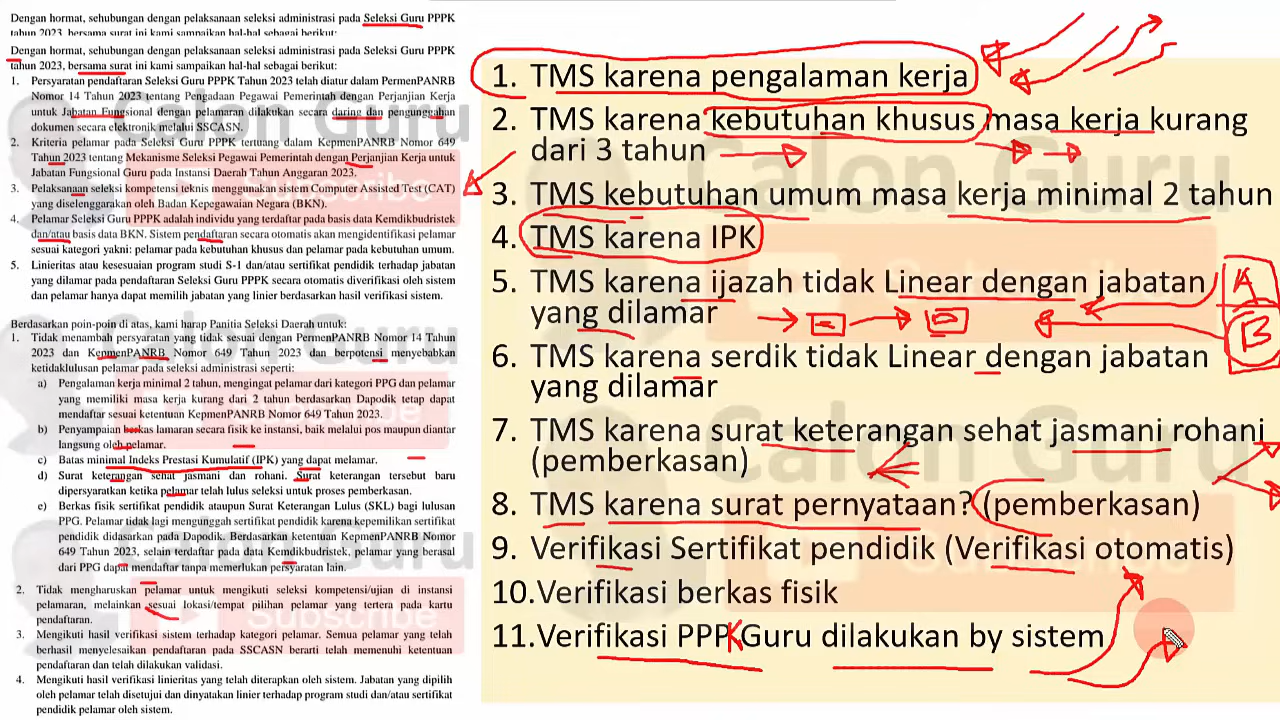 Dengan hormat, sehubungan dengan pelaksanaan seleksi administrasi pada Seleksi Guru PPPK
tahun 2023, bersama surat ini kami sampaikan hal-hal sebagai berikut:
Dengan hormat, sehubungan dengan pelaksanaan seleksi administrasi pada Seleksi Guru PPPK
tahun 2023, bersama surat ini kami sampaikan hal-hal sebagai berikut:
1. Persyaratan pendaftaran Seleksi Guru PPPK Tahun 2023 telah diatur dalam PermenPANRB
Nomor 14 Tahun 2023 tentang Pengadaan Pegawai Pemerintah dengan Perjanjian Kerja
untuk Jabatan Fungsional dengan pelamaran dilakukan secara daring dan pengunggahan
dokumen secara elektronik melalui SSCASN.
2. Kriteria pelamar pada Seleksi Guru PPPK tertuang dalam KepmenPANRB Nomor 649
Tahun 2023 tentang Mekanisme Seleksi Pegawai Pemerintah dengan Perjanjian Kerja untuk
Jabatan Fungsional Guru pada Instansi Daerah Tahun Anggaran 2023.
3. Pelaksanaan seleksi kompetensi teknis menggunakan sistem Computer Assisted Test (CAT)
yang diselenggarakan oleh Badan Kepegawaian Negara (BKN).
4. Pelamar Seleksi Guru PPPK adalah individu yang terdaftar pada basis data Kemdikbudristek
dan/atau basis data BKN. Sistem pendaftaran secara otomatis akan mengidentifikasi pelamar
sesuai kategori yakni: pelamar pada kebutuhan khusus dan pelamar pada kebutuhan umum.
5. Linieritas atau kesesuaian program studi S-1 dan/atau sertifikat pendidik terhadap jabatan
yang dilamar pada pendaftaran Seleksi Guru PPPK secara otomatis diverifikasi oleh sistem
dan pelamar hanya dapat memilih jabatan yang linier berdasarkan hasil verifikasi sistem.
Berdasarkan poin-poin di atas, kami harap Panitia Seleksi Daerah untuk:
1. Tidak menambah persyaratan yang tidak sesuai dengan PermenPANRB Nomor 14 Tahun
2023 dan KepmenPANRB Nomor 649 Tahun 2023 dan berpotensi menyebabkan
ketidaklulusan pelamar pada seleksi administrasi seperti:
a) Pengalaman kerja minimal 2 tahun, mengingat pelamar dari kategori PPG dan pelamar
yang memiliki masa kerja kurang dari 2 tahun berdasarkan Dapodik tetap dapat
mendaftar sesuai ketentuan KepmenPANRB Nomor 649 Tahun 2023.
b) Penyampaian berkas lamaran secara fisik ke instansi, baik melalui pos maupun diantar
langsung oleh pelamar.
c) Batas minimal Indeks Prestasi Kumulatif (IPK) yang dapat melamar.
d) Surat keterangan sehat jasmani dan rohani. Surat keterangan tersebut baru
dipersyaratkan ketika pelamar telah lulus seleksi untuk proses pemberkasan.
e) Berkas fisik sertifikat pendidik ataupun Surat Keterangan Lulus (SKL) bagi lulusan
PPG. Pelamar tidak lagi mengunggah sertifikat pendidik karena kepemilikan sertifikat
pendidik didasarkan pada Dapodik. Berdasarkan ketentuan KepmenPANRB Nomor
649 Tahun 2023, selain terdaftar pada data Kemdikbudristek, pelamar yang berasal
dari PPG dapat mendaftar tanpa memerlukan persyaratan lain.
2. Tidak mengharuskan pelamar untuk mengikuti seleksi kompetensi/ujian di instansi
pelamaran, melainkan sesuai lokasi/tempat pilihan pelamar yang tertera pada kartu
pendaftaran.
3. Mengikuti hasil verifikasi sistem terhadap kategori pelamar. Semua pelamar yang telah
berhasil menyelesaikan pendaftaran pada SSCASN berarti telah memenuhi ketentuan
pendaftaran dan telah dilakukan validasi.
4. Mengikuti hasil verifikasi linieritas yang telah diterapkan oleh sistem. Jabatan yang dipilih
oleh pelamar telah disetujui dan dinyatakan linier terhadap program studi dan/atau sertifikat
pendidik pelamar oleh sistem.
1. TMS karena pengalaman kerja
2. TMS karena kebutuhan khusus masa kerja kurang
dari 3 tahun
3. TMS kebutuhan umum masa kerja minimal 2 tahun
4. TMS karena IPK
5. TMS karena ijazah tidak Linear dengan jabatan
yang dilamar
A
B
6. TMS karena serdik tidak Linear dengan jabatan
yang dilamar
7. TMS karena surat keterangan sehat jasmani rohani
(pemberkasan)
8. TMS karena surat pernyataan? (pemberkasan)
9. Verifikasi Sertifikat pendidik (Verifikasi otomatis)
10.Verifikasi berkas fisik
11.Verifikasi PPPK Guru dilakukan by sistem
Calon Guru
Subscribe
Calon Guru
Subscribe
Calon Guru
Subscribe
Calon Guru
Subscribe
Calon Guru